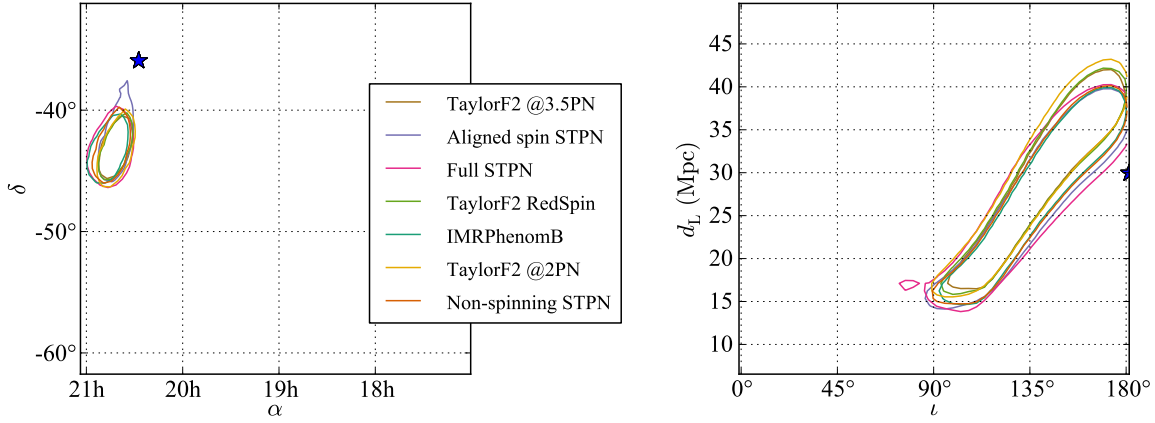 -40°
-50°
-60°
δ
21h
20h
19h
18h
α
TaylorF2 @3.5PN
Aligned spin STPN
Full STPN
TaylorF2 RedSpin
IMRPhenomB
TaylorF2 @2PN
Non-spinning STPN
45
40
35
30
25
20
15
10
d_L (Mpc)
0°
45°
90°
135°
180°
ι